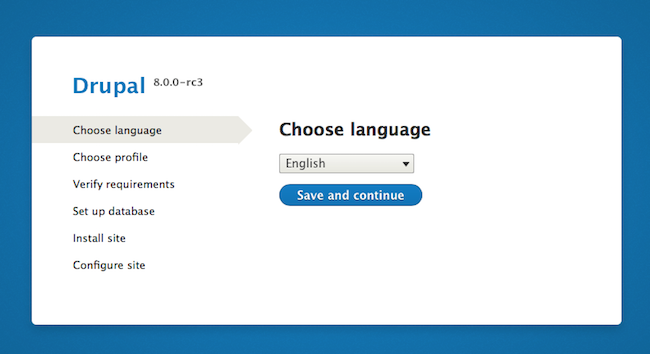 Drupal 8.0.0-rc3
Choose language
Choose profile
Verify requirements
Set up database
Install site
Configure site
Choose language
English
Save and continue